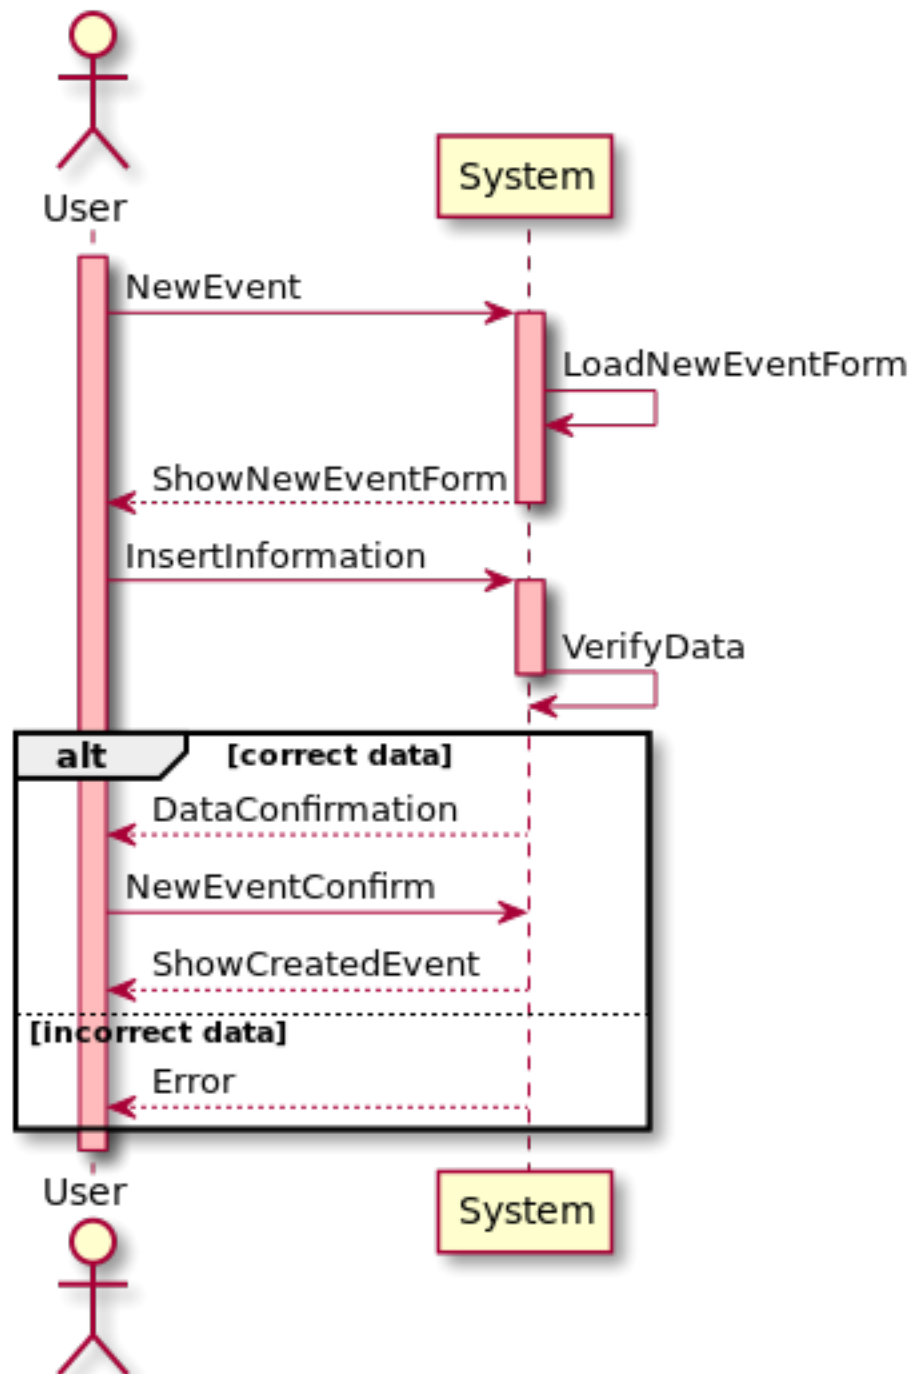 User
System
NewEvent
LoadNewEventForm
ShowNewEventForm
InsertInformation
VerifyData
alt [correct data]
DataConfirmation
NewEventConfirm
ShowCreatedEvent
[incorrect data]
Error
User
System